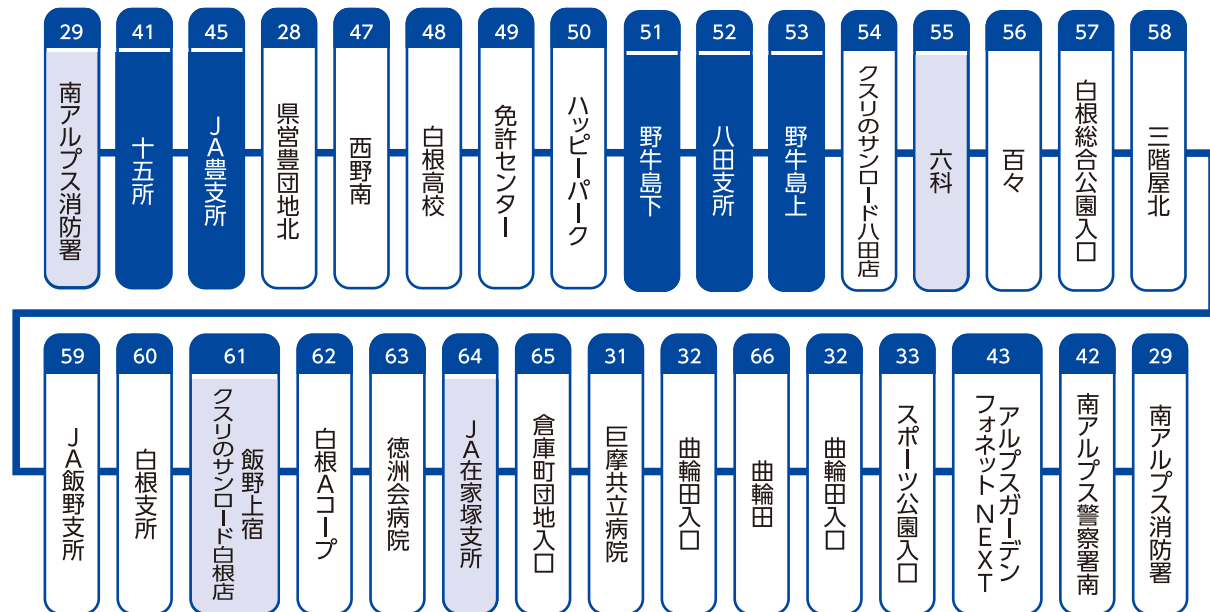 29
南アルプス消防署
41
十五所
45
JA豊支所
28
県営豊団地北
47
西野南
48
白根高校
49
免許センター
50
ハッピーパーク
51
野牛島下
52
八田支所
53
野牛島上
54
クスリのサンロード八田店
55
六科
56
百々
57
白根総合公園入口
58
三階屋北
59
JA飯野支所
60
白根支所
61
飯野上宿
クスリのサンロード白根店
62
白根Aコープ
63
徳洲会病院
64
JA在家塚支所
65
倉庫町団地入口
31
巨摩共立病院
32
曲輪田入口
66
曲輪田
32
曲輪田入口
33
スポーツ公園入口
43
アルプスガーデン
フォネットNEXT
42
南アルプス警察署南
29
南アルプス消防署